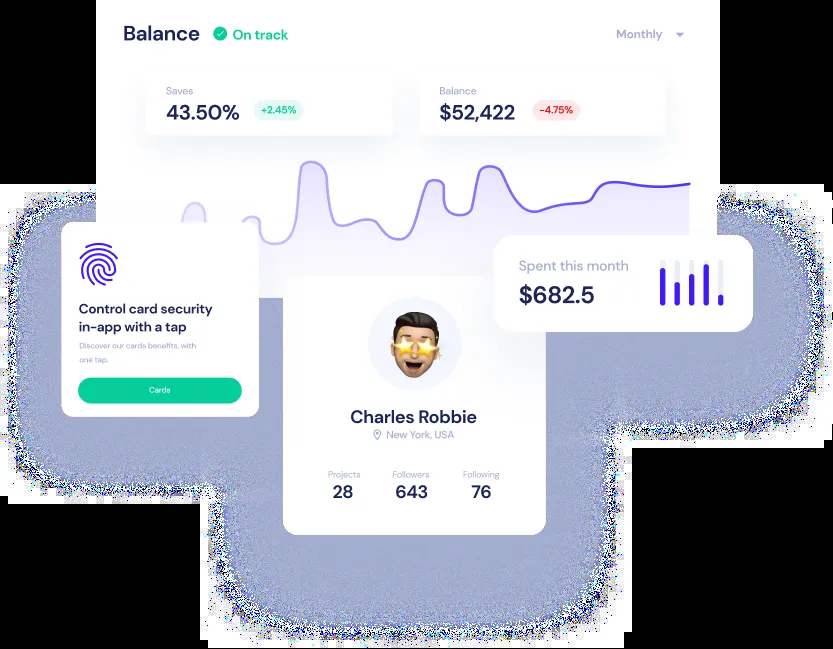 Balance
On track
Monthly
Saves
43.50%
+2.45%
Balance
$52,422
-4.75%
Control card security
in-app with a tap
Discover our cards benefits, with
one tap.
Cards
Spent this month
$682.5
Charles Robbie
New York, USA
Projects
28
Followers
643
Following
76